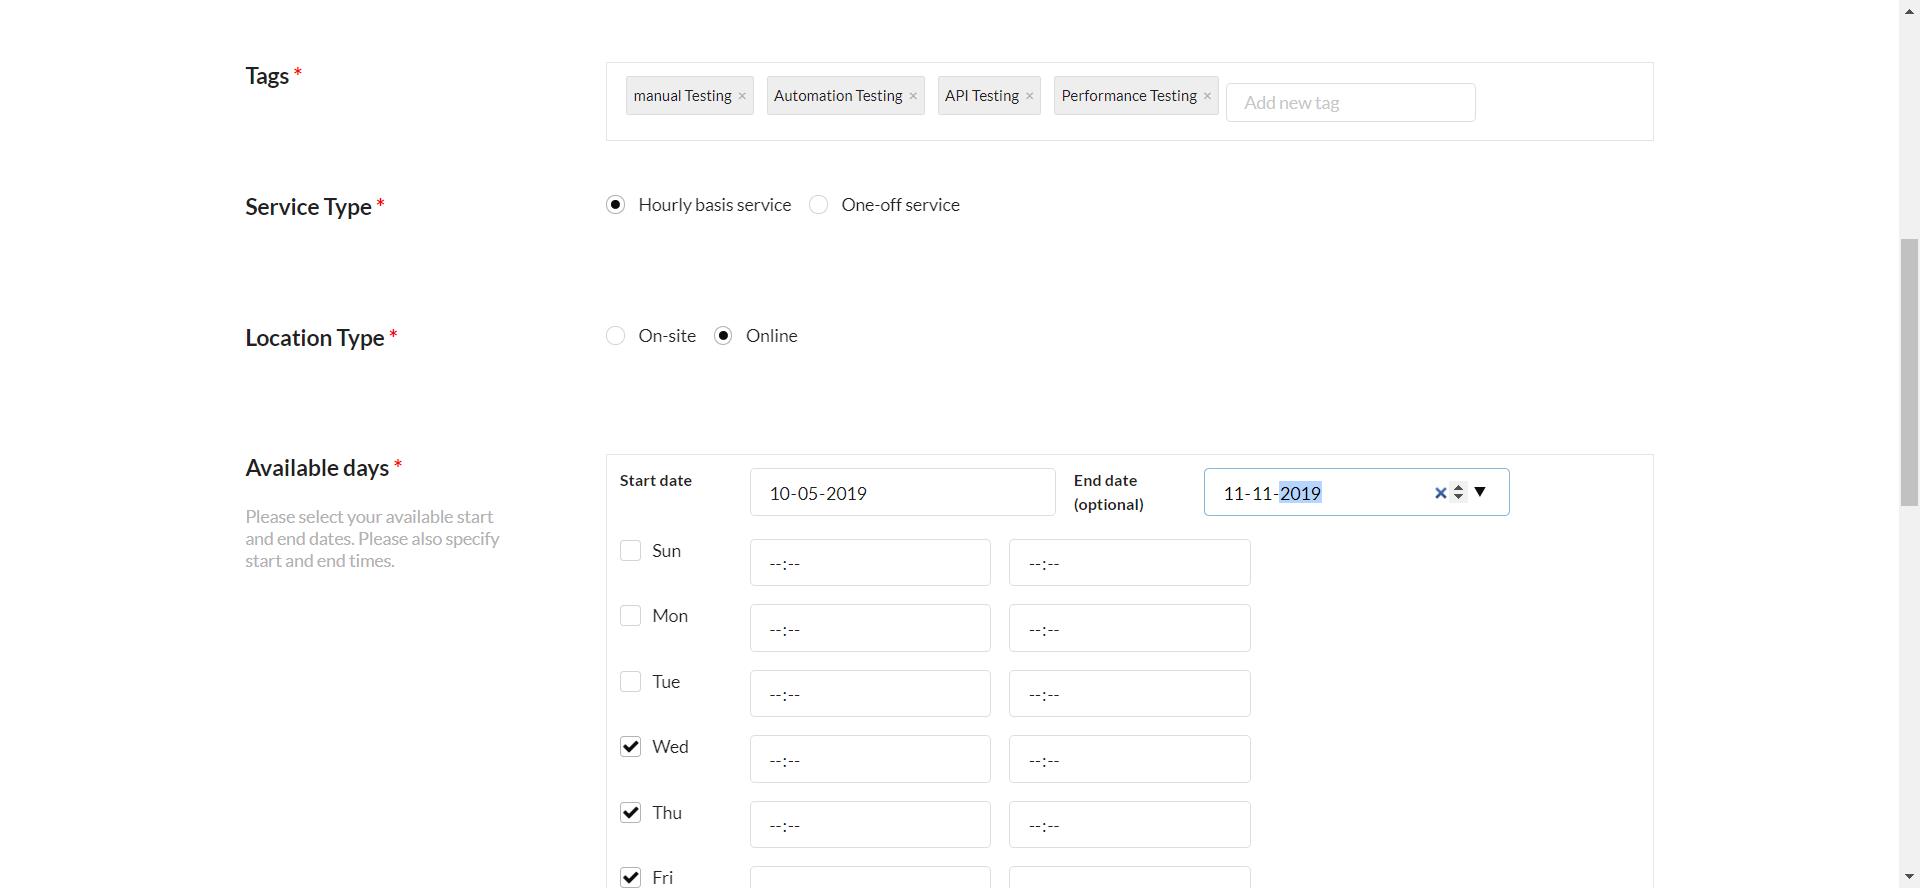 Tags *
manual Testing × Automation Testing × API Testing × Performance Testing × Add new tag
Service Type *
Hourly basis service One-off service
Location Type *
On-site Online
Available days *
Please select your available start
and end dates. Please also specify
start and end times.
Start date 10-05-2019 End date
(optional) 11-11-2019
Sun --:-- --:--
Mon --:-- --:--
Tue --:-- --:--
Wed --:-- --:--
Thu --:-- --:--
Fri